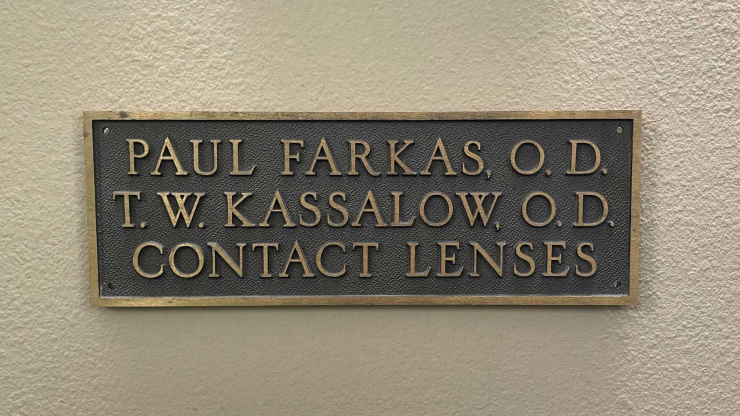 PAUL FARKAS, O.D.
T.W. KASSALOW, O.D.
CONTACT LENSES